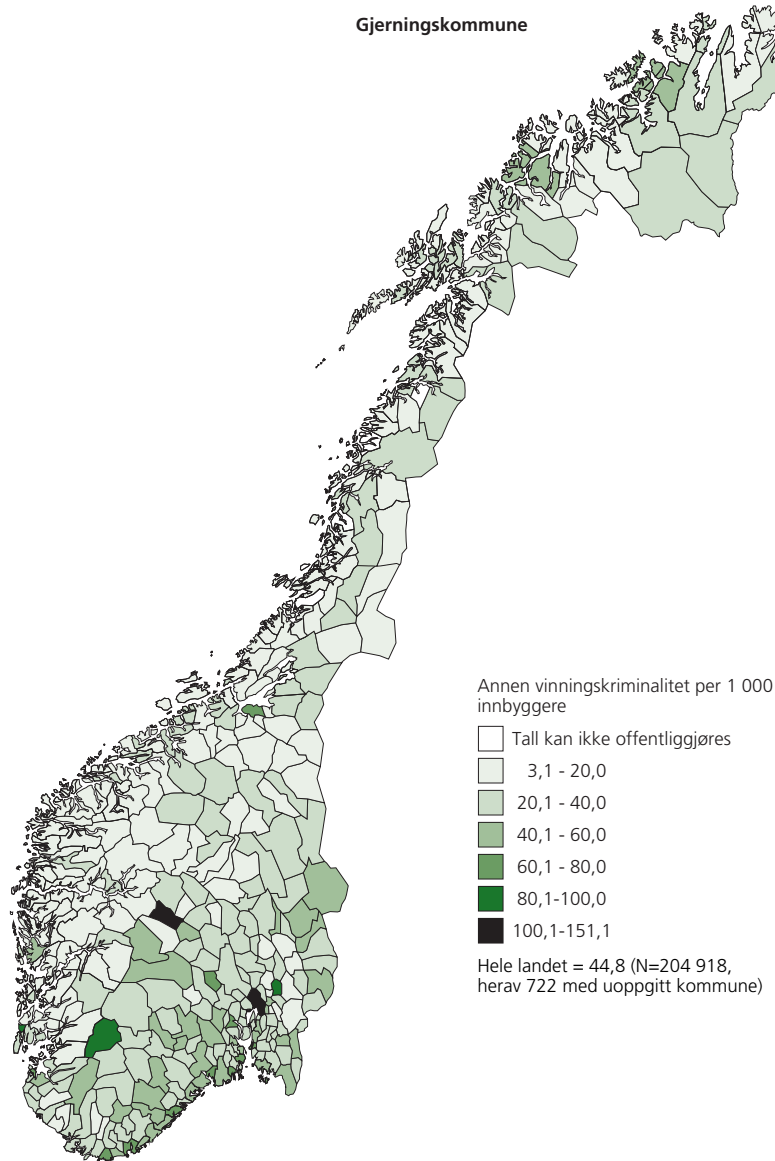 Gjerningskommune
Annen vinningskriminalitet per 1 000
innbyggere
Tall kan ikke offentliggjøres
3,1 - 20,0
20,1 - 40,0
40,1 - 60,0
60,1 - 80,0
80,1-100,0
100,1-151,1
Hele landet = 44,8 (N=204 918,
herav 722 med uoppgitt kommune)